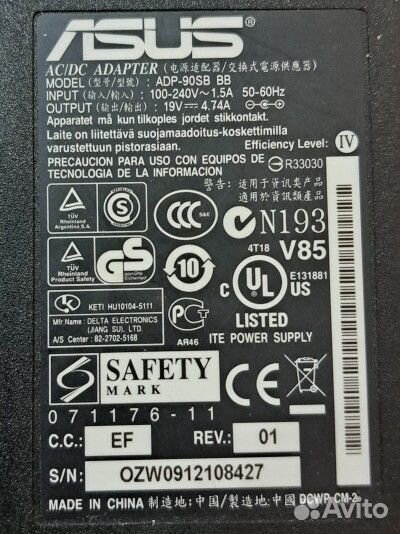 ASUS®
AC/DC ADAPTER (电源适配器/交換式電源供應器)
MODEL (型号/型號): ADP-90SB BB
INPUT (输入/輸入): 100-240V~1.5A 50-60Hz
OUTPUT (输出/輸出): 19V⎓4.74A
Apparatet må kun tilkoples jordet stikkontakt.
Laite on liitettävä suojamaadoitus-koskettimilla
varustettuun pistorasiaan.
Efficiency Level: IV
PRECAUCION PARA USO CON EQUIPOS DE
TECNOLOGIA DE LA INFORMACION
R33030
警告: 适用于资讯类产品
適用於資訊類產品
TÜV
Rheinland
Argentina S.A.
S
CCC
S&E
N193
4T18
V85
TÜV
Rheinland
Product Safety
GS
10
c UL US
E131881
LISTED
ITE POWER SUPPLY
KETI HU10104-5111
Mfr.Name : DELTA ELECTRONICS
(JIANG SU), LTD.
A/S Center : 82-2702-5168
PCT
AR46
SAFETY
MARK
CE
071176-11
C.C.: EF REV.: 01
S/N: OZW0912108427
MADE IN CHINA 制造地:中国/製造地:中國 DCWP CM-2
Avito